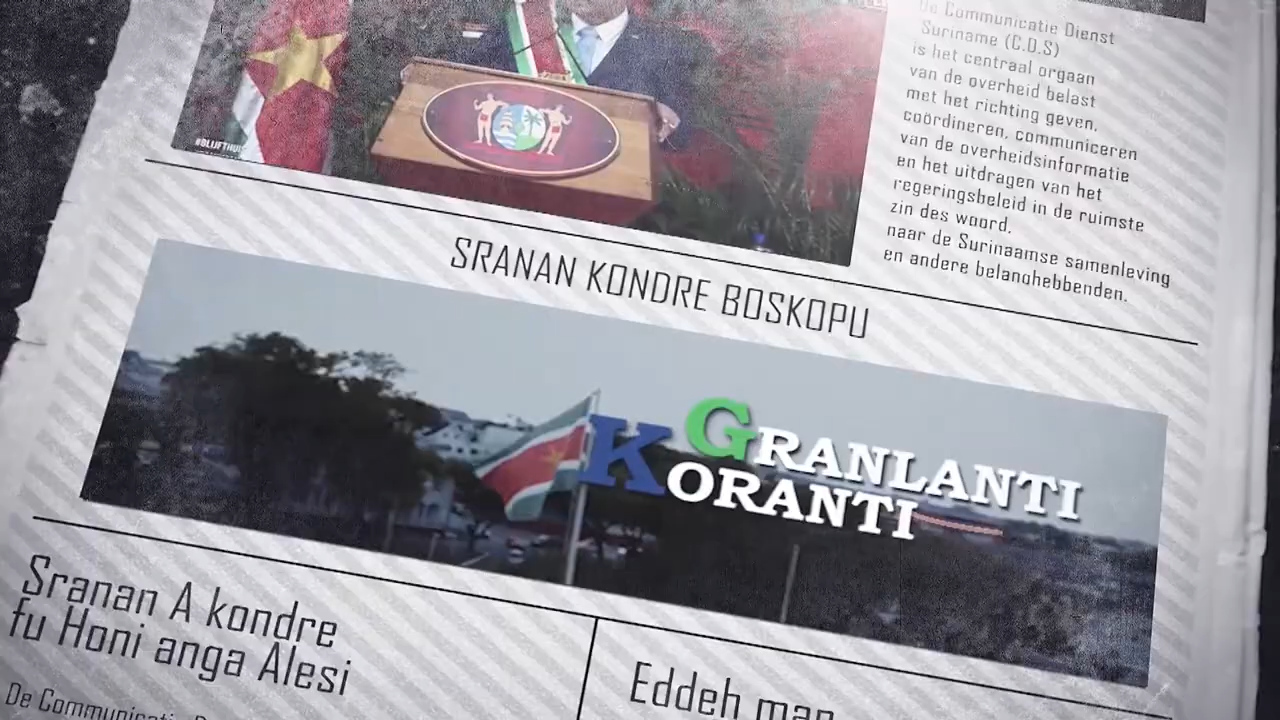 De Communicatie Dienst
Suriname (C.D.S)
is het centraal orgaan
van de overheid belast
met het richting geven,
coördineren, communiceren
van de overheidsinformatie
en het uitdragen van het
regeringsbeleid in de ruimste
zin des woord.
naar de Surinaamse samenleving
en andere belanghebbenden.
SRANAN KONDRE BOSKOPU
GRANLANTI
KORANTI
Sranan A kondre
fu Honi anga Alesi
De
Eddeh man